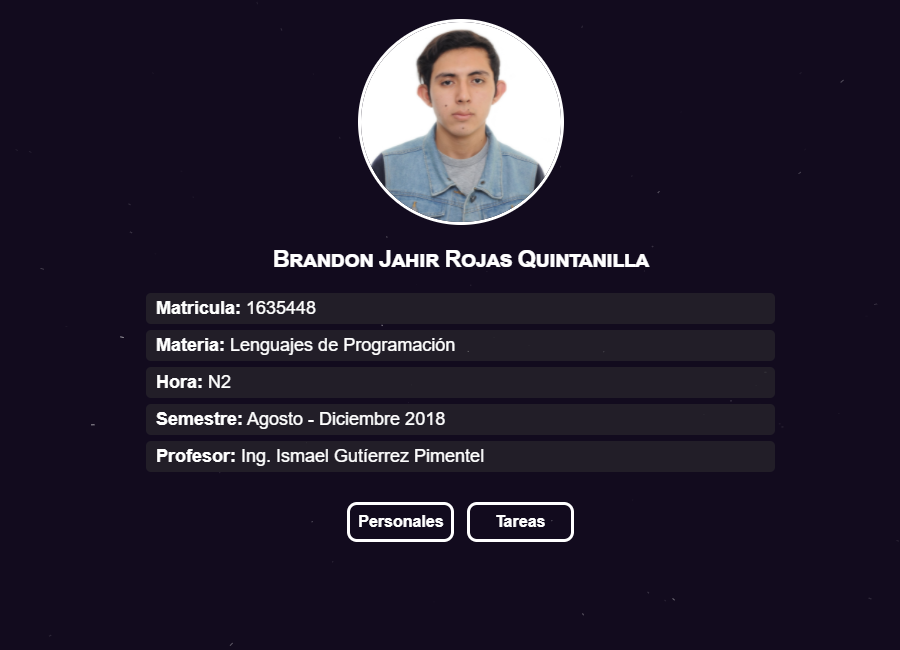 Brandon Jahir Rojas Quintanilla
Matricula: 1635448
Materia: Lenguajes de Programación
Hora: N2
Semestre: Agosto - Diciembre 2018
Profesor: Ing. Ismael Gutíerrez Pimentel
Personales
Tareas